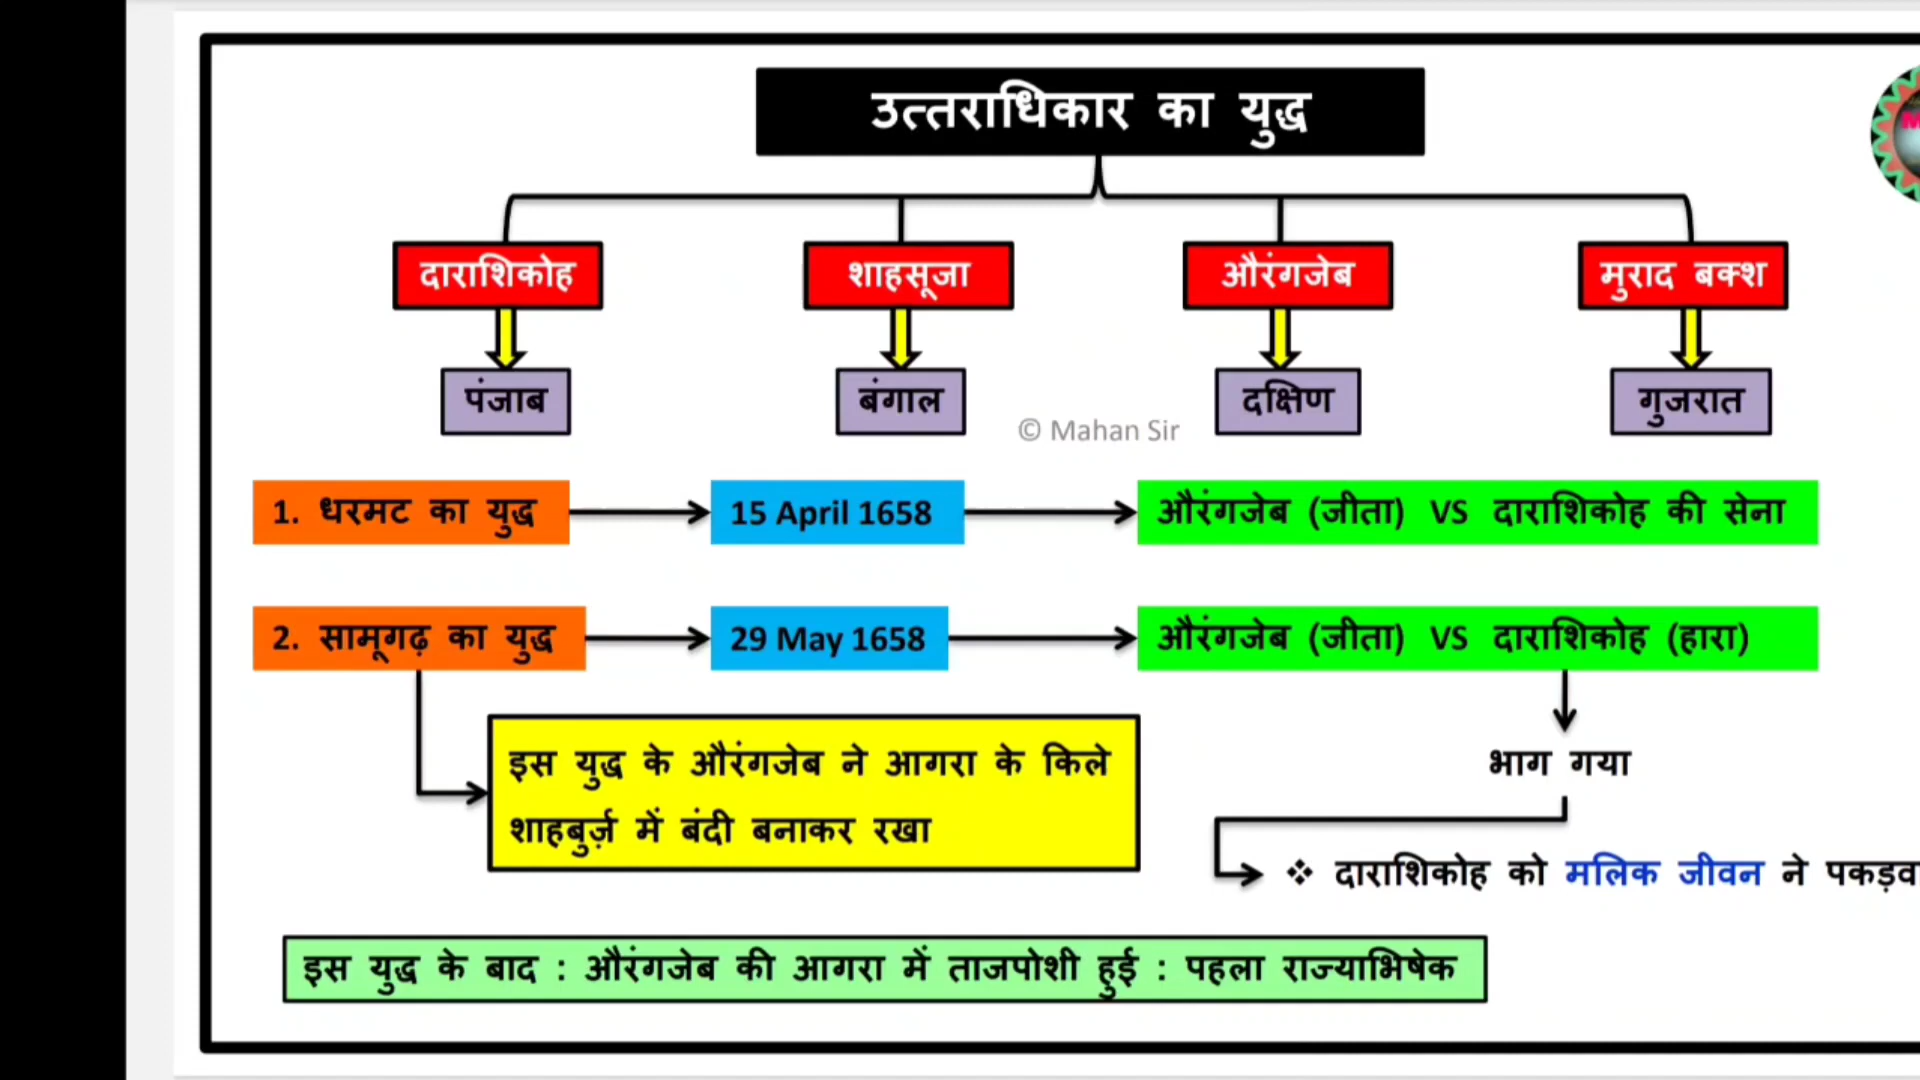 उत्तराधिकार का युद्ध
दाराशिकोह
शाहसूजा
औरंगजेब
मुराद बक्श
पंजाब
बंगाल
दक्षिण
गुजरात
© Mahan Sir
1. धरमट का युद्ध
15 April 1658
औरंगजेब (जीता) VS दाराशिकोह की सेना
2. सामूगढ़ का युद्ध
29 May 1658
औरंगजेब (जीता) VS दाराशिकोह (हारा)
इस युद्ध के औरंगजेब ने आगरा के किले
शाहबुर्ज़ में बंदी बनाकर रखा
भाग गया
❖ दाराशिकोह को मलिक जीवन ने
इस युद्ध के बाद : औरंगजेब की आगरा में ताजपोशी हुई : पहला राज्याभिषेक